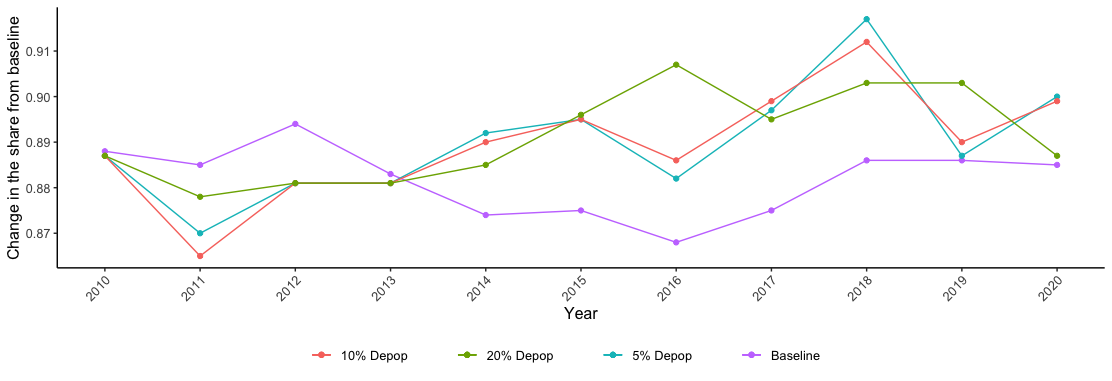 Change in the share from baseline
0.91
0.90
0.89
0.88
0.87
2010 2011 2012 2013 2014 2015 2016 2017 2018 2019 2020
Year
10% Depop 20% Depop 5% Depop Baseline